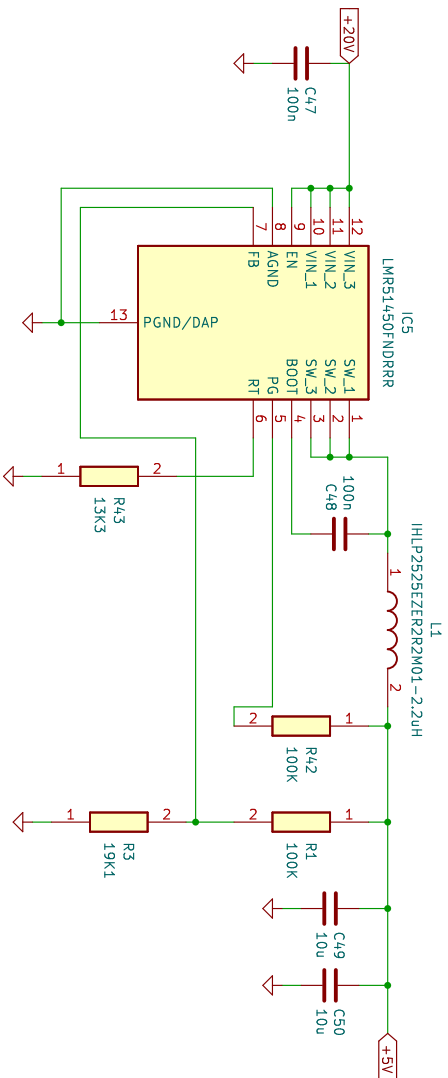 +20V
C47
100n
IC5
LMR51450FNDRRR
12
VIN_3
11
VIN_2
10
VIN_1
9
EN
8
AGND
7
FB
13
PGND/DAP
SW_1
1
SW_2
2
SW_3
3
BOOT
4
PG
5
RT
6
1
2
R43
13K3
100n
C48
L1
IHLP2525EZER2R2M01-2.2uH
1
2
2
1
R42
100K
1
2
R3
19K1
2
1
R1
100K
C49
10u
C50
10u
+5V